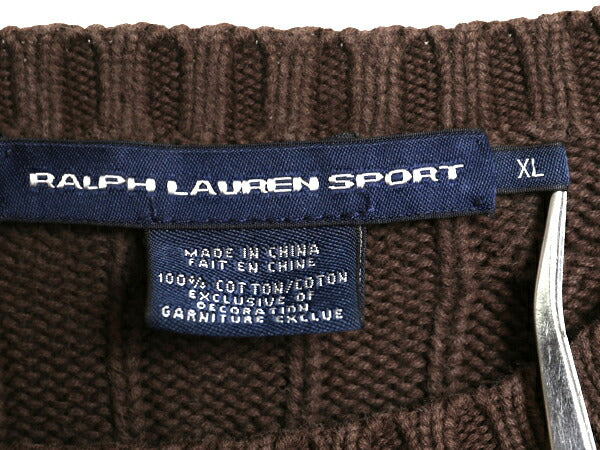 RALPH LAUREN SPORT
XL
MADE IN CHINA
FAIT EN CHINE
100% COTTON/COTON
EXCLUSIVE OF
DECORATION
GARNITURE EXCLUE